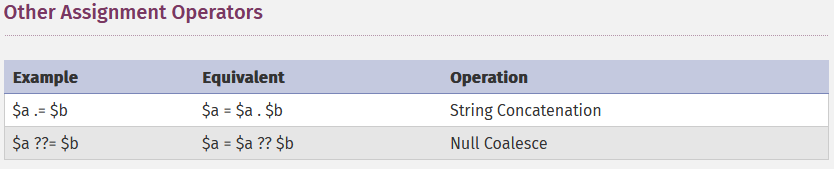 Other Assignment Operators
Example Equivalent Operation
$a .= $b $a = $a . $b String Concatenation
$a ??= $b $a = $a ?? $b Null Coalesce